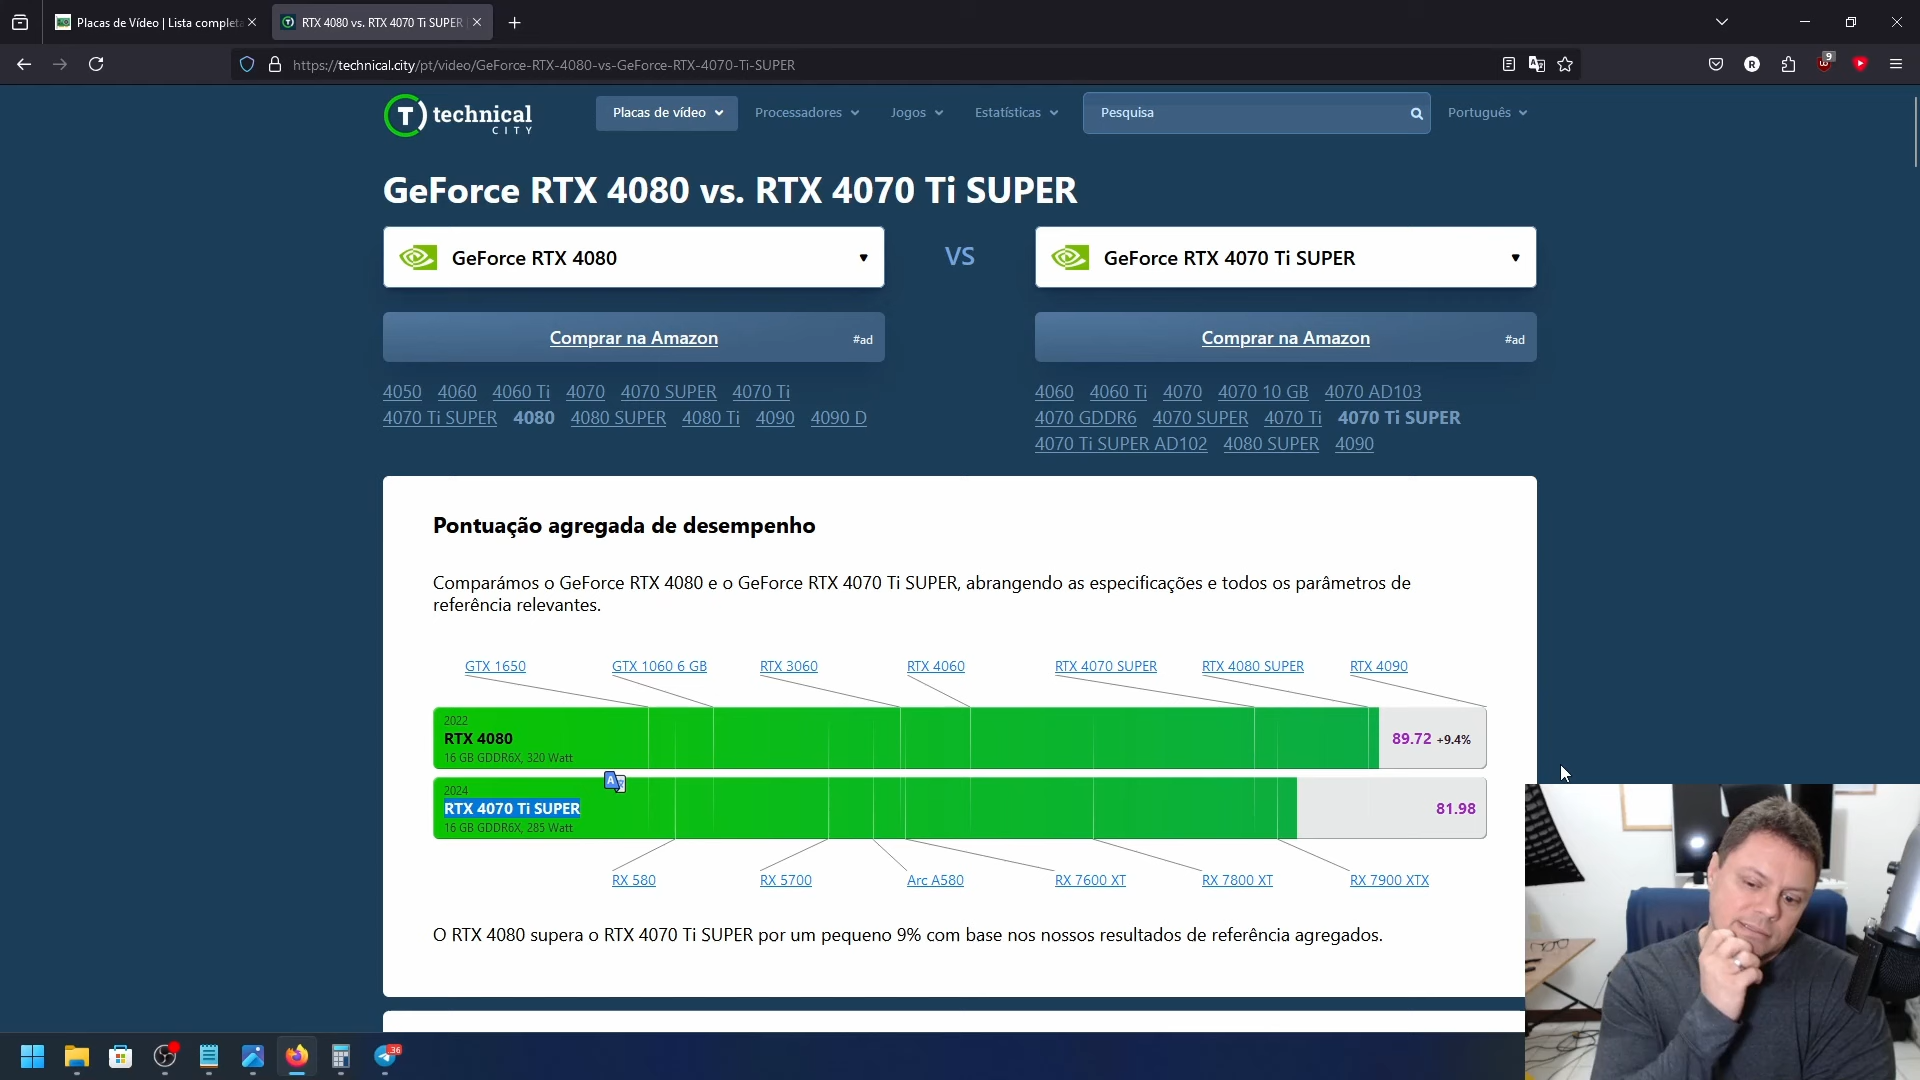 Placas de Vídeo | Lista completa
RTX 4080 vs. RTX 4070 Ti SUPER
https://technical.city/pt/video/GeForce-RTX-4080-vs-GeForce-RTX-4070-Ti-SUPER
R
9
T technical
CITY
Placas de vídeo
Processadores
Jogos
Estatísticas
Pesquisa
Português
GeForce RTX 4080 vs. RTX 4070 Ti SUPER
GeForce RTX 4080
VS
GeForce RTX 4070 Ti SUPER
Comprar na Amazon #ad
Comprar na Amazon #ad
4050 4060 4060 Ti 4070 4070 SUPER 4070 Ti
4070 Ti SUPER 4080 4080 SUPER 4080 Ti 4090 4090 D
4060 4060 Ti 4070 4070 10 GB 4070 AD103
4070 GDDR6 4070 SUPER 4070 Ti 4070 Ti SUPER
4070 Ti SUPER AD102 4080 SUPER 4090
Pontuação agregada de desempenho
Comparámos o GeForce RTX 4080 e o GeForce RTX 4070 Ti SUPER, abrangendo as especificações e todos os parâmetros de
referência relevantes.
GTX 1650 GTX 1060 6 GB RTX 3060 RTX 4060 RTX 4070 SUPER RTX 4080 SUPER RTX 4090
2022
RTX 4080
16 GB GDDR6X, 320 Watt
89.72 +9.4%
2024
RTX 4070 Ti SUPER
16 GB GDDR6X, 285 Watt
81.98
RX 580 RX 5700 Arc A580 RX 7600 XT RX 7800 XT RX 7900 XTX
O RTX 4080 supera o RTX 4070 Ti SUPER por um pequeno 9% com base nos nossos resultados de referência agregados.
36